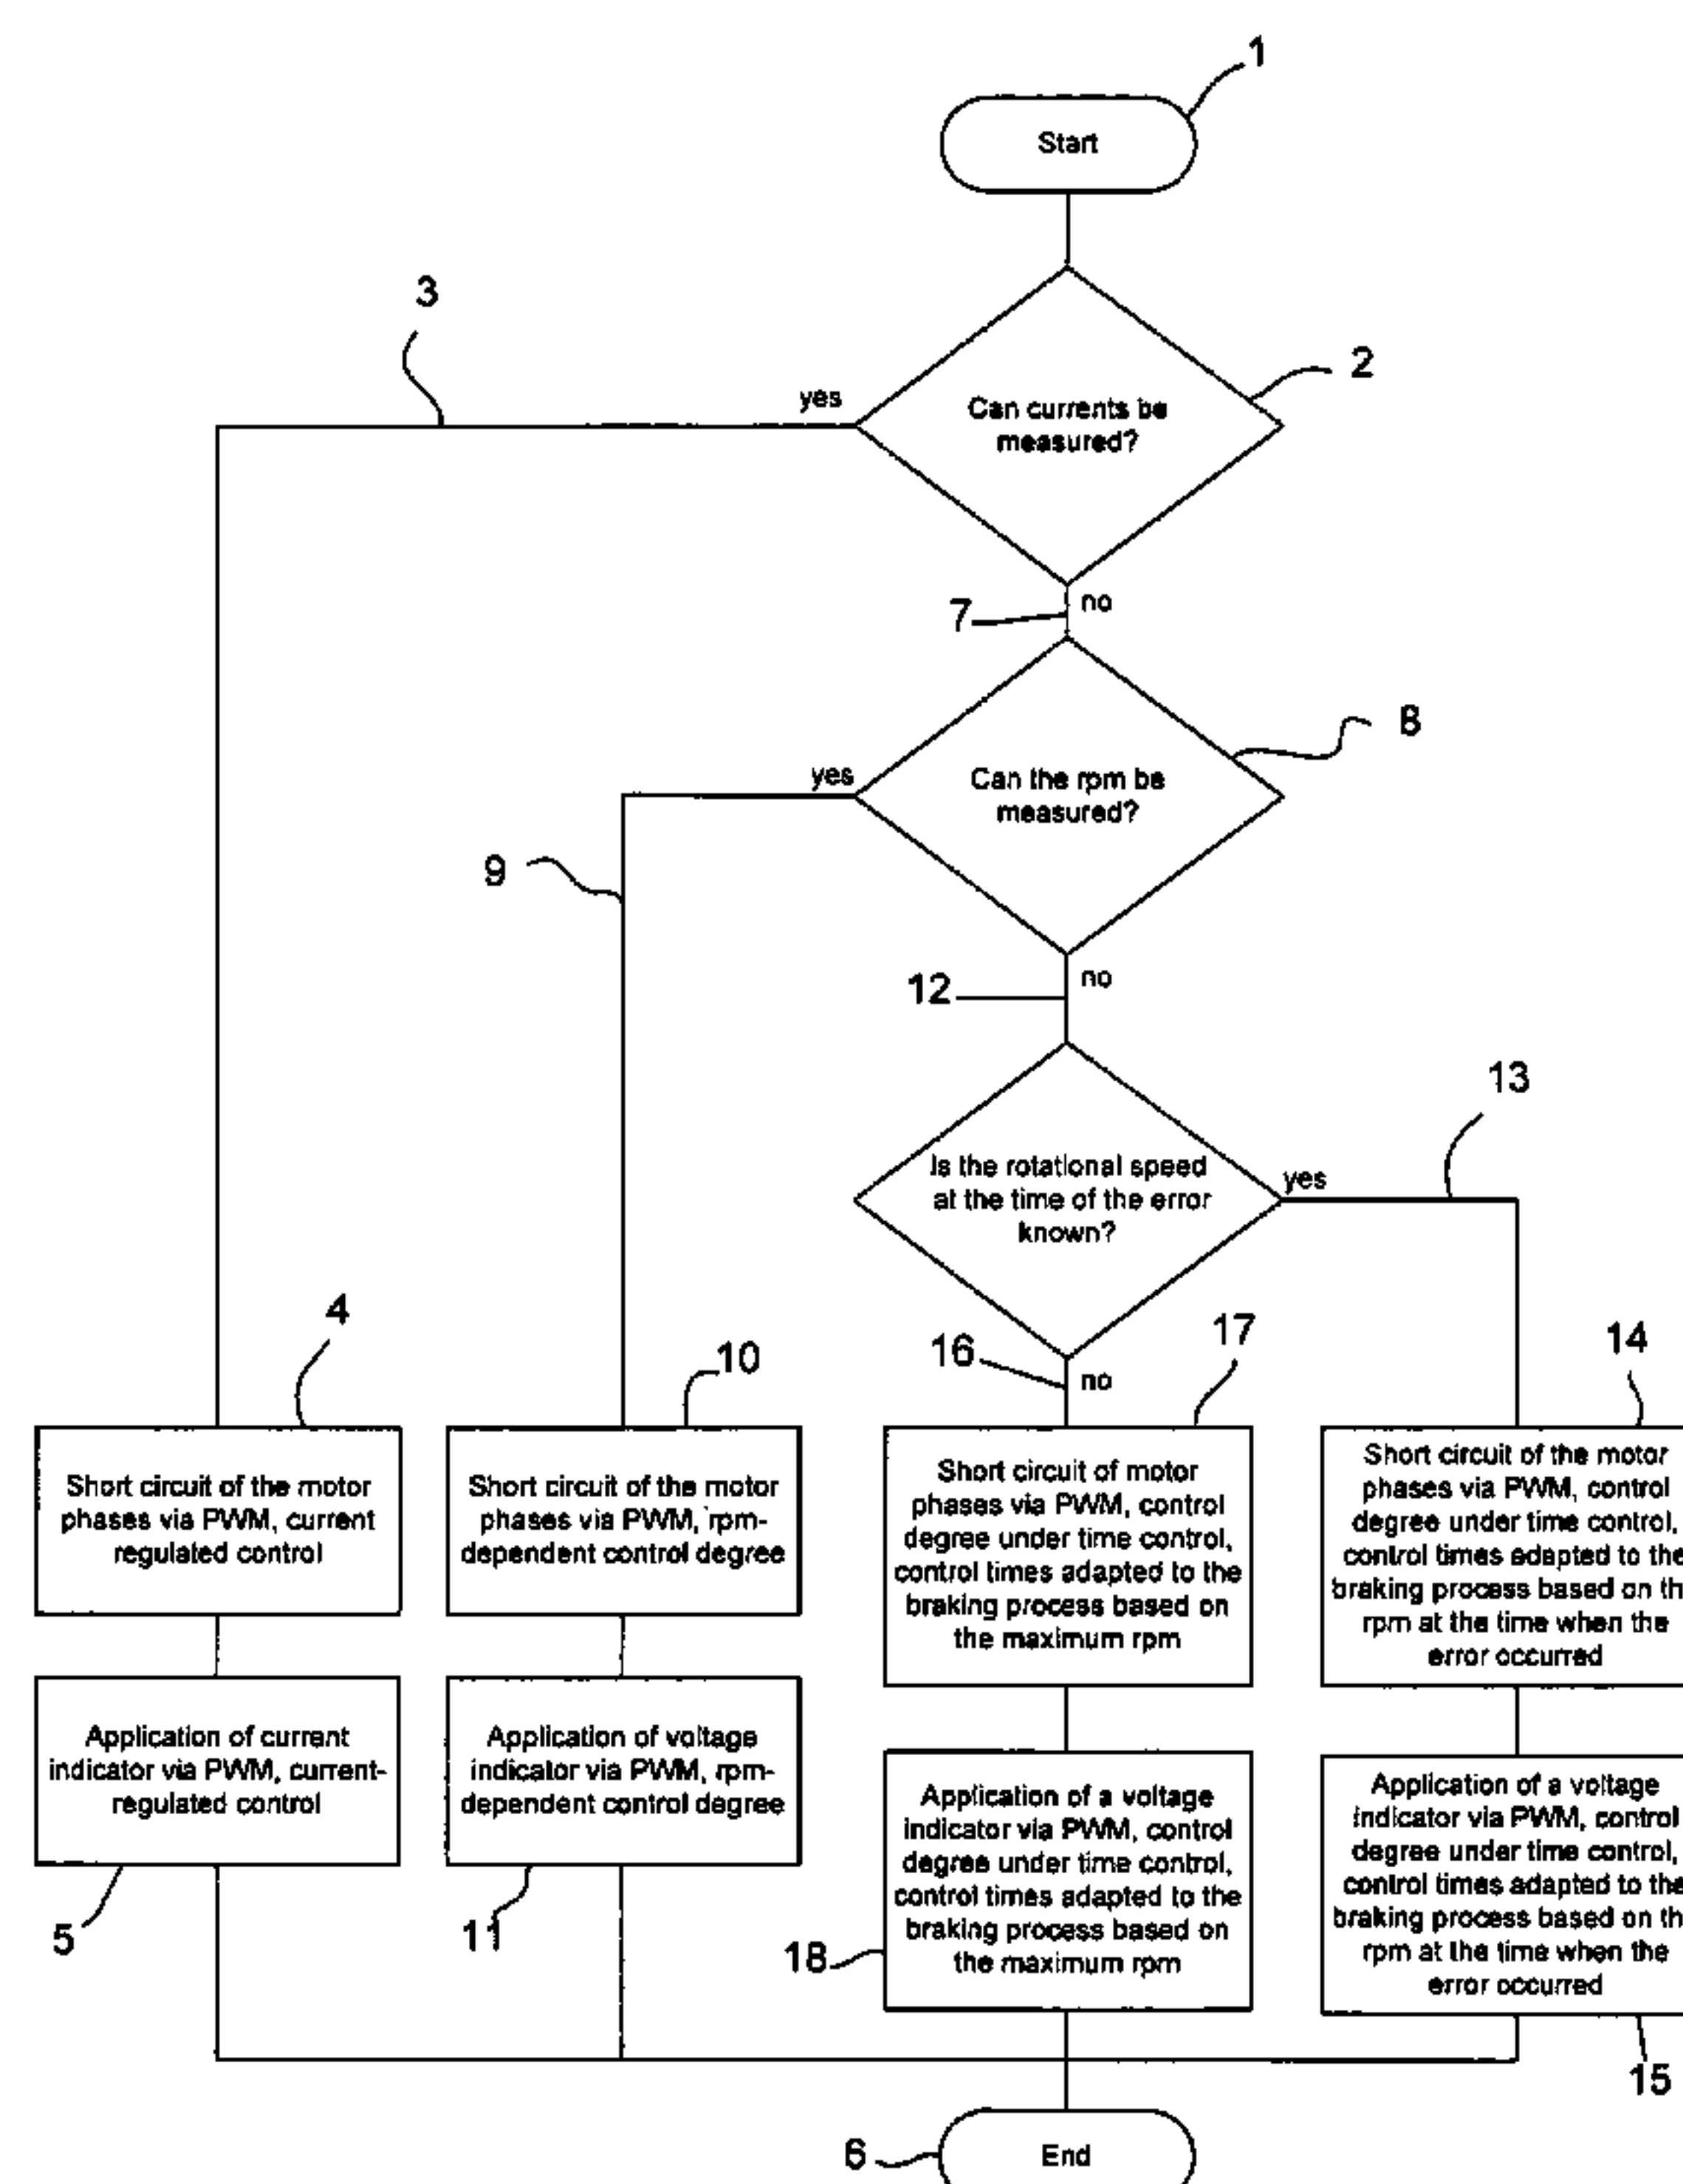 1
Start
3
2
yes
Can currents be
measured?
7
no
8
yes
Can the rpm be
measured?
9
12
no
13
Is the rotational speed
at the time of the error
known?
yes
4
10
16
no
17
14
Short circuit of the motor
phases via PWM, current
regulated control
Short circuit of the motor
phases via PWM, rpm-
dependent control degree
Short circuit of motor
phases via PWM, control
degree under time control,
control times adapted to the
braking process based on
the maximum rpm
Short circuit of the motor
phases via PWM, control
degree under time control,
control times adapted to the
braking process based on th
rpm at the time when the
error occurred
Application of current
indicator via PWM, current-
regulated control
Application of voltage
indicator via PWM, rpm-
dependent control degree
Application of a voltage
indicator via PWM, control
degree under time control,
control times adapted to the
braking process based on
the maximum rpm
Application of a voltage
indicator via PWM, control
degree under time control,
control times adapted to the
braking process based on th
rpm at the time when the
error occurred
5
11
18
15
6
End